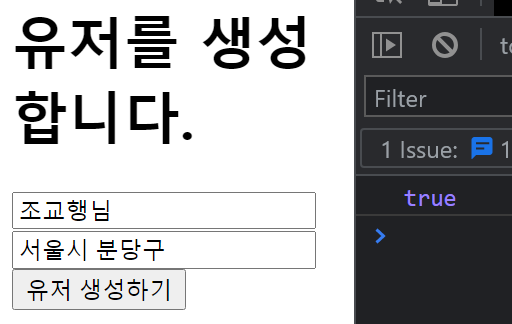 유저를 생성
합니다.
조교행님
서울시 분당구
유저 생성하기
Filter
1 Issue:
true